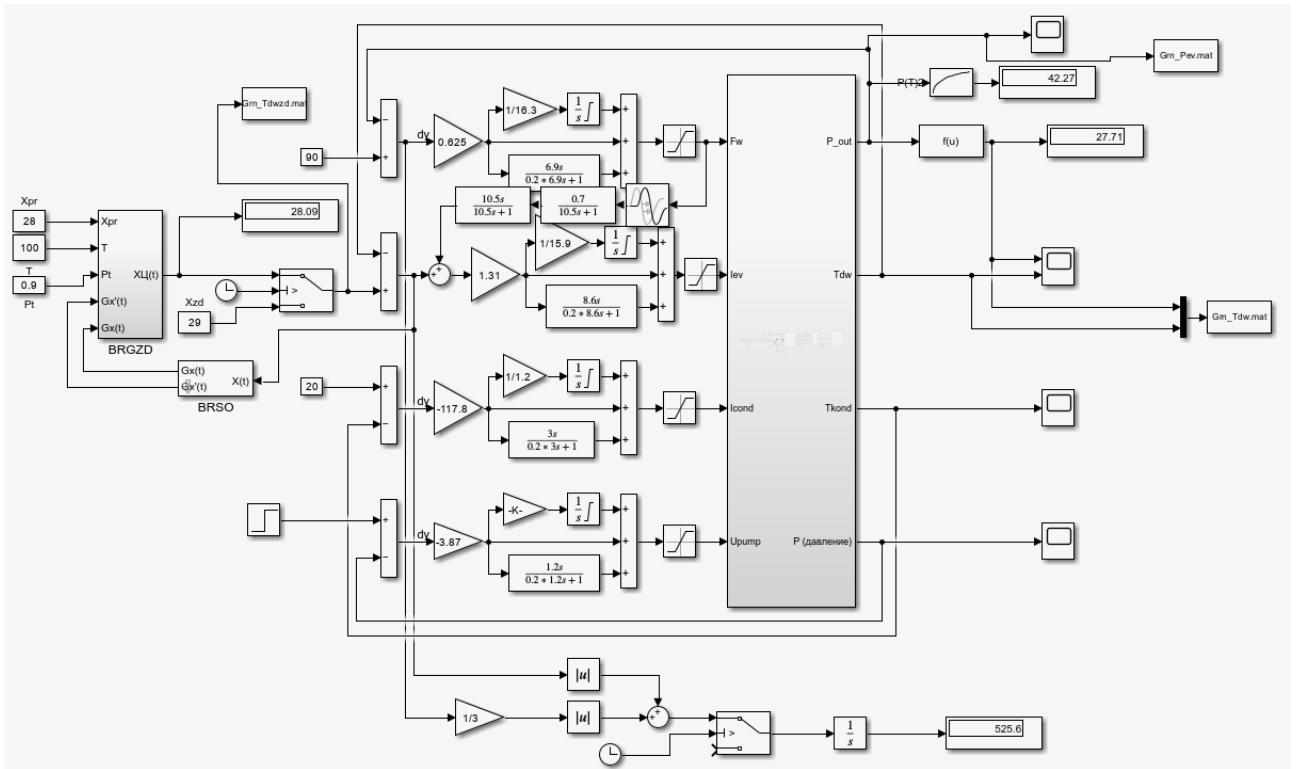 Grn_Pev.mat
P(T)2
42.27
Grn_Tdwzd.mat
1/16.3
1/s
dy
0.625
90
6.9s
0.2*6.9s+1
Fw
P_out
f(u)
27.71
Xpr
28
28.09
10.5s
10.5s+1
0.7
10.5s+1
Xpr
100
T
T
0.9
Pt
Pt
XЦ(t)
Gx'(t)
Gx(t)
BRGZD
>
Xzd
29
1/15.9
1/s
1.31
8.6s
0.2*8.6s+1
Iev
Tdw
Grn_Tdw.mat
Gx(t)
Gx'(t)
X(t)
BRSO
20
1/1.2
1/s
dy
-117.8
3s
0.2*3s+1
Icond
Tkond
-K-
1/s
dy
-3.87
1.2s
0.2*1.2s+1
Upump
P (давление)
|u|
1/3
|u|
>
1/s
525.6